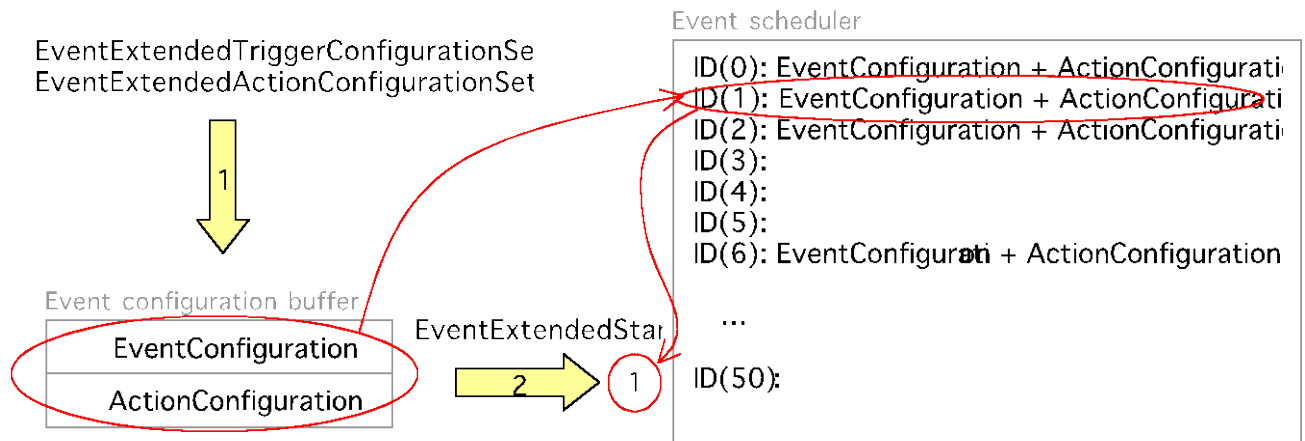 Event scheduler
EventExtendedTriggerConfigurationSe
EventExtendedActionConfigurationSet
ID(0): EventConfiguration + ActionConfigurati
ID(1): EventConfiguration + ActionConfigurati
ID(2): EventConfiguration + ActionConfigurati
ID(3):
ID(4):
ID(5):
ID(6): EventConfigurati + ActionConfiguration
...
ID(50):
1
Event configuration buffer
EventConfiguration
ActionConfiguration
EventExtendedStar
2
1